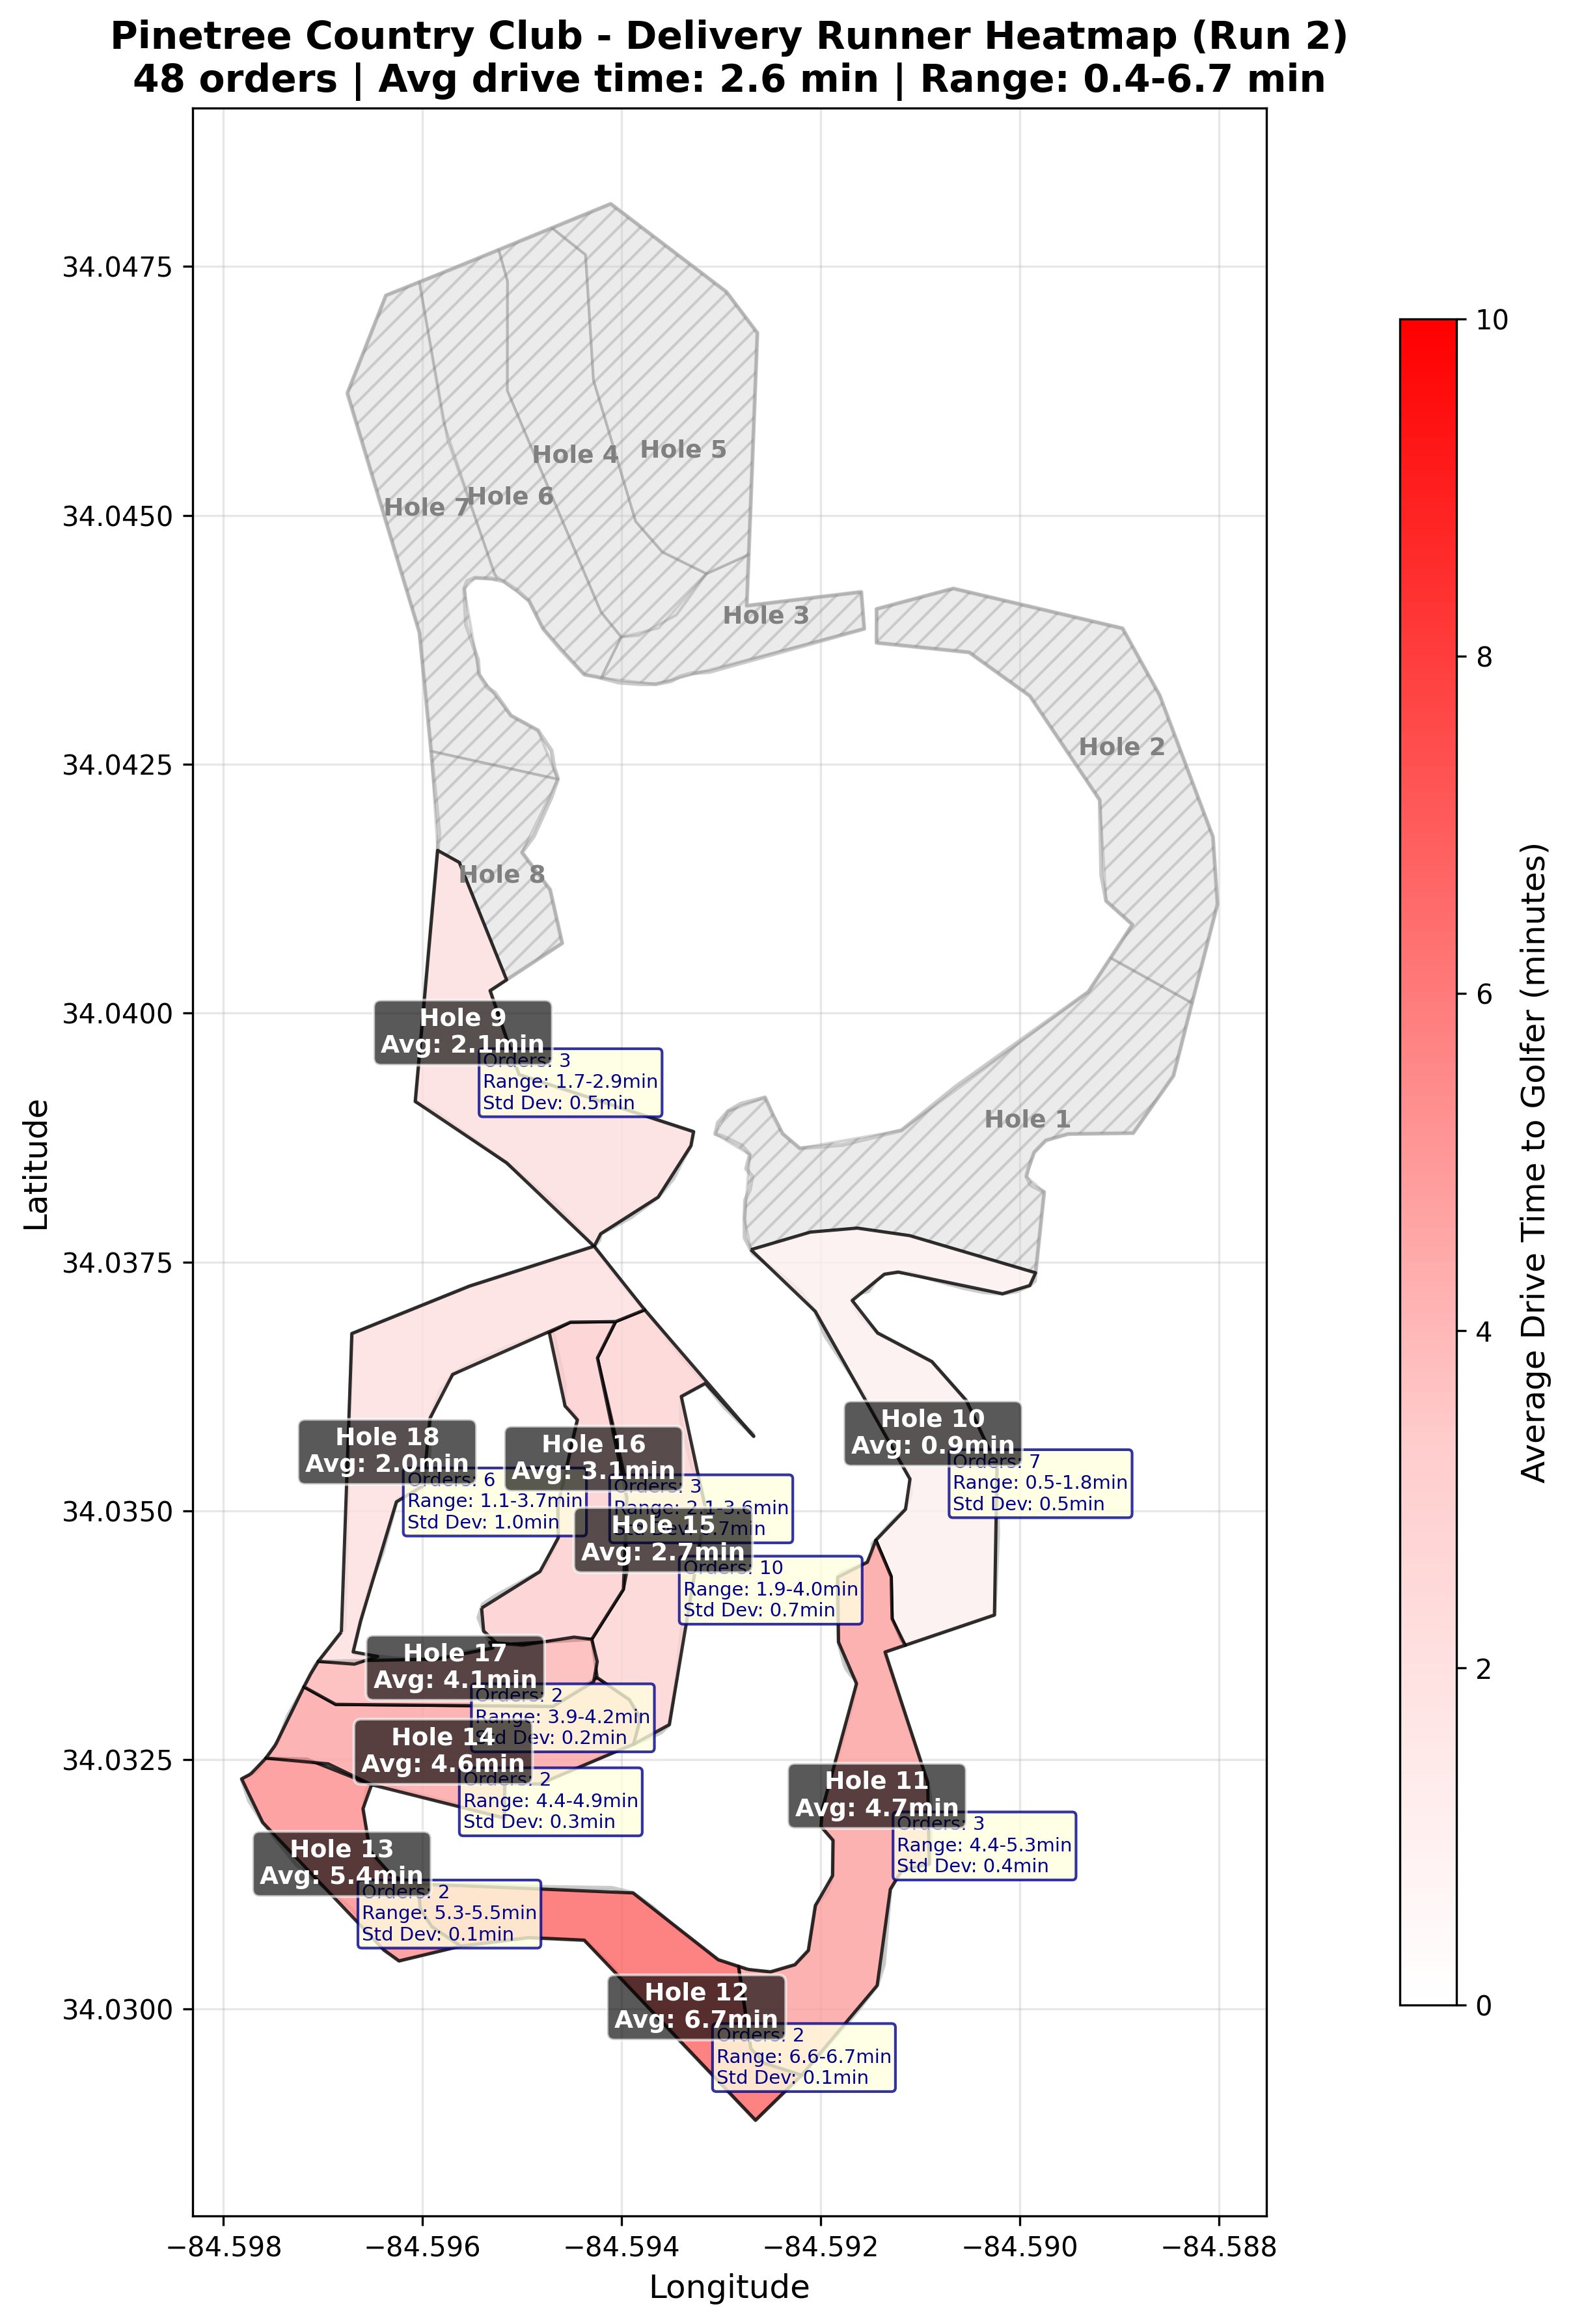 Pinetree Country Club - Delivery Runner Heatmap (Run 2)
48 orders | Avg drive time: 2.6 min | Range: 0.4-6.7 min
34.0475
34.0450
34.0425
34.0400
34.0375
34.0350
34.0325
34.0300
Latitude
Hole 4
Hole 5
Hole 6
Hole 7
Hole 3
Hole 2
Hole 8
Hole 1
Hole 9
Avg: 2.1min
Orders: 3
Range: 1.7-2.9min
Std Dev: 0.5min
Hole 10
Avg: 0.9min
Orders: 7
Range: 0.5-1.8min
Std Dev: 0.5min
Hole 18
Avg: 2.0min
Orders: 6
Range: 1.1-3.7min
Std Dev: 1.0min
Hole 16
Avg: 3.1min
Orders: 3
Range: 2.1-3.6min
Std Dev: 0.7min
Hole 15
Avg: 2.7min
Orders: 10
Range: 1.9-4.0min
Std Dev: 0.7min
Hole 17
Avg: 4.1min
Orders: 2
Range: 3.9-4.2min
Std Dev: 0.2min
Hole 14
Avg: 4.6min
Orders: 2
Range: 4.4-4.9min
Std Dev: 0.3min
Hole 11
Avg: 4.7min
Orders: 3
Range: 4.4-5.3min
Std Dev: 0.4min
Hole 13
Avg: 5.4min
Orders: 2
Range: 5.3-5.5min
Std Dev: 0.1min
Hole 12
Avg: 6.7min
Orders: 2
Range: 6.6-6.7min
Std Dev: 0.1min
−84.598
−84.596
−84.594
−84.592
−84.590
−84.588
Longitude
10
8
6
4
2
0
Average Drive Time to Golfer (minutes)